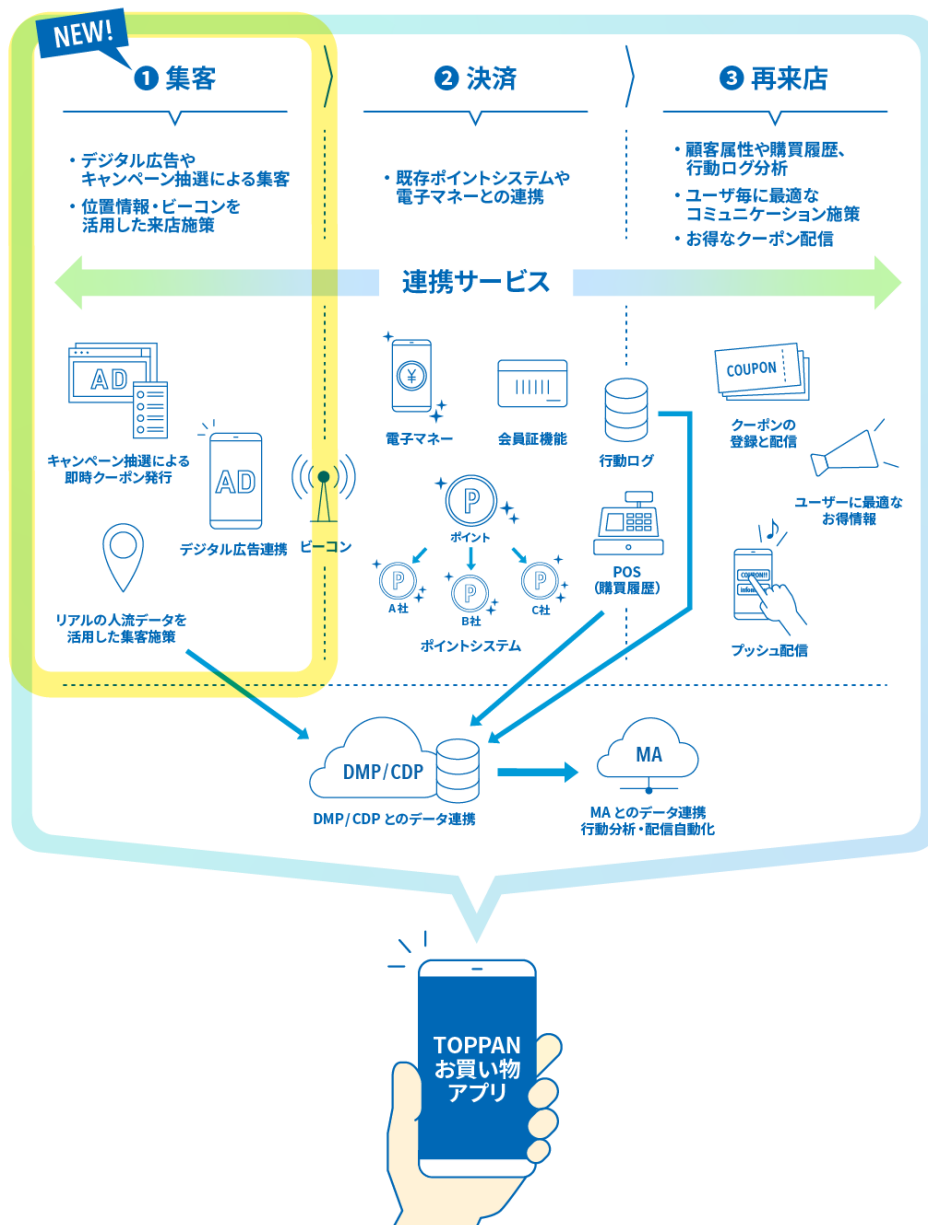 NEW!
❶ 集客
❷ 決済
❸ 再来店
・デジタル広告や
キャンペーン抽選による集客
・位置情報・ビーコンを
活用した来店施策
・既存ポイントシステムや
電子マネーとの連携
・顧客属性や購買履歴、
行動ログ分析
・ユーザ毎に最適な
コミュニケーション施策
・お得なクーポン配信
連携サービス
AD
キャンペーン抽選による
即時クーポン発行
AD
デジタル広告連携
ビーコン
リアルの人流データを
活用した集客施策
¥
電子マネー
会員証機能
行動ログ
P
ポイント
P
A社
P
B社
P
C社
ポイントシステム
POS
(購買履歴)
COUPON
クーポンの
登録と配信
ユーザーに最適な
お得情報
COUPON!!
プッシュ配信
DMP/CDP
DMP/CDP とのデータ連携
MA
MA とのデータ連携
行動分析・配信自動化
TOPPAN
お買い物
アプリ